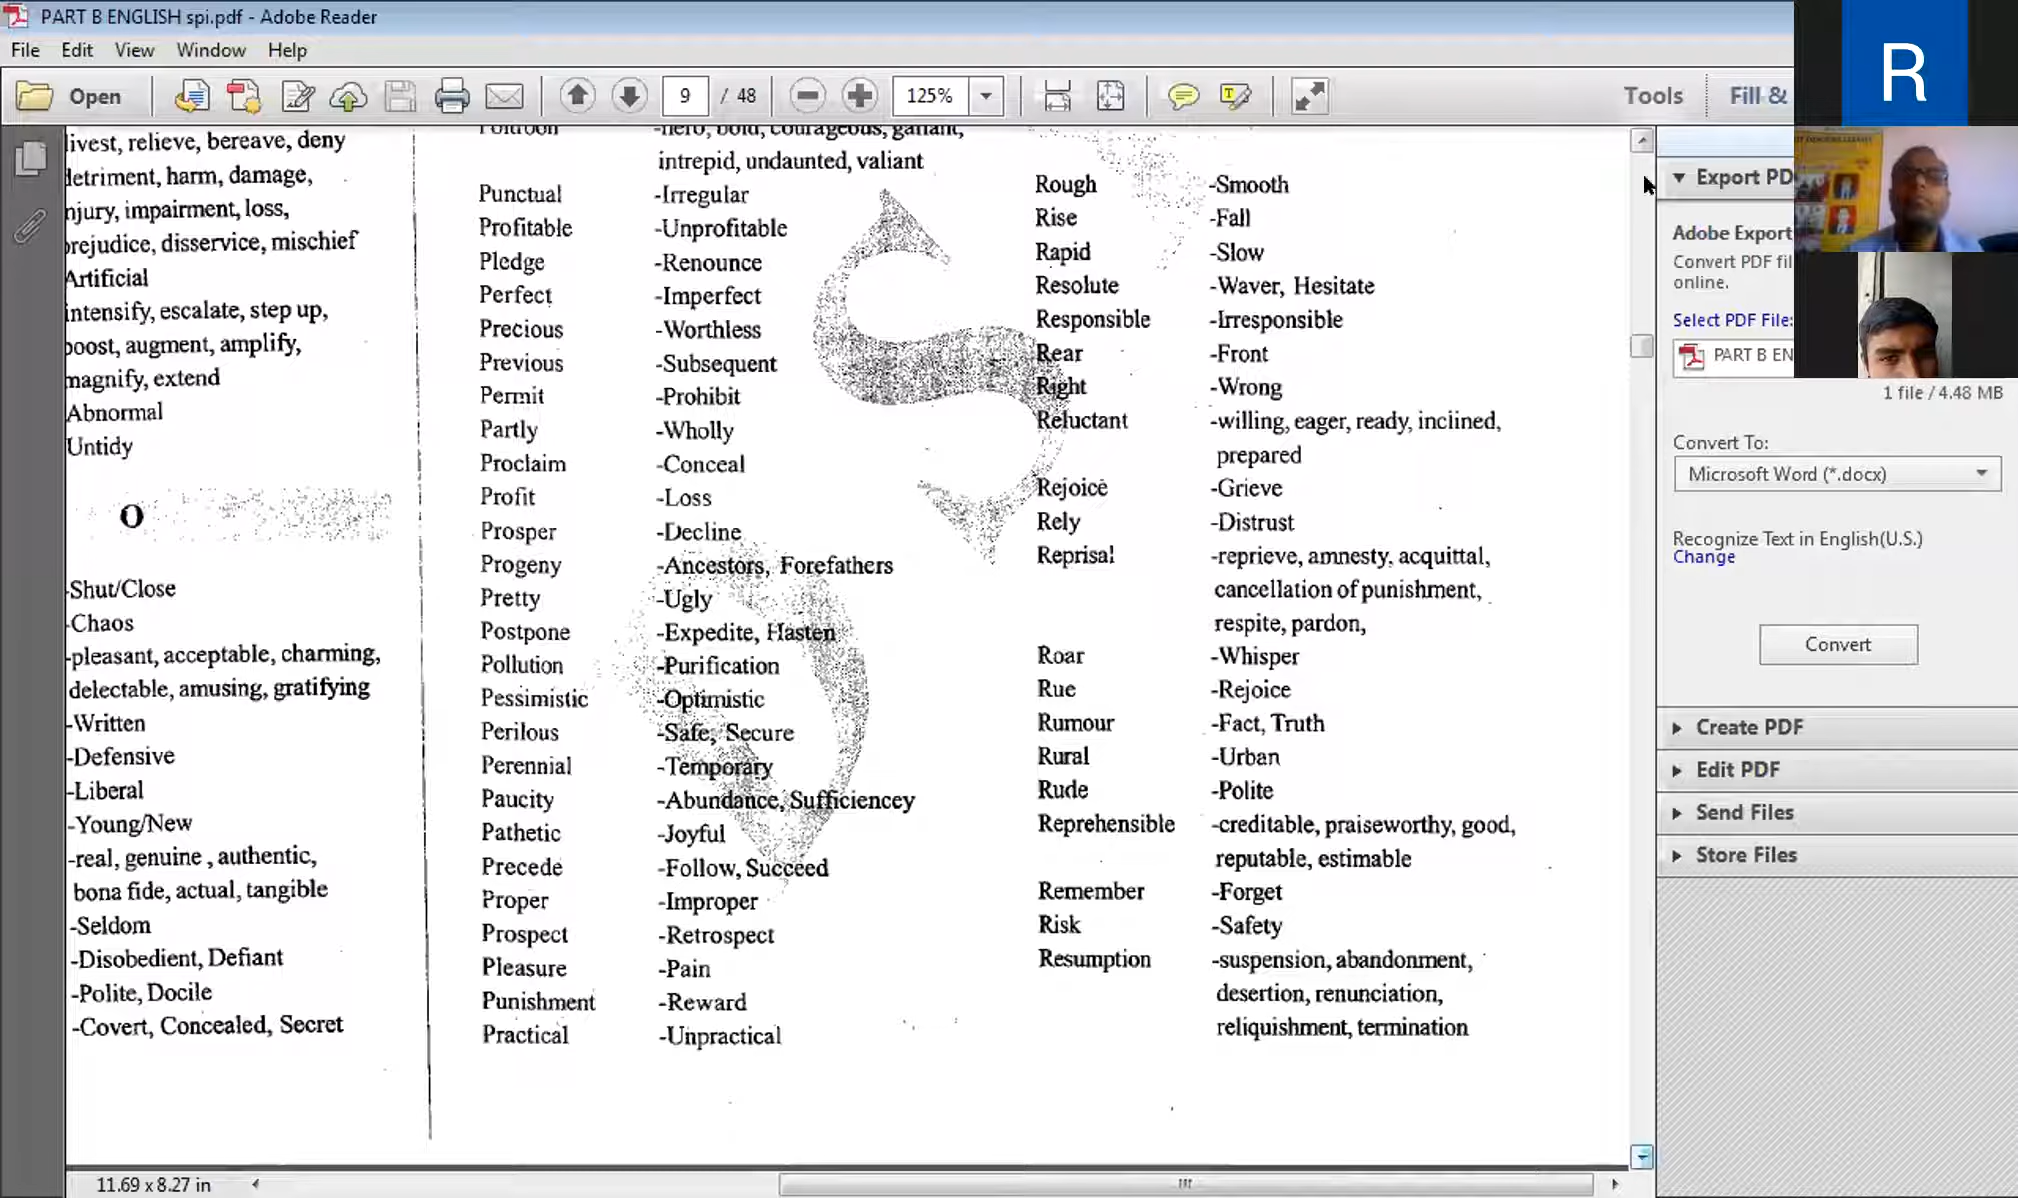 PART B ENGLISH spi.pdf - Adobe Reader
File Edit View Window Help
Open 9 / 48 125% Tools Fill &
livest, relieve, bereave, deny
detriment, harm, damage,
njury, impairment, loss,
prejudice, disservice, mischief
Artificial
intensify, escalate, step up,
boost, augment, amplify,
magnify, extend
Abnormal
Untidy
O
-Shut/Close
-Chaos
-pleasant, acceptable, charming,
delectable, amusing, gratifying
-Written
-Defensive
-Liberal
-Young/New
-real, genuine , authentic,
bona fide, actual, tangible
-Seldom
-Disobedient, Defiant
-Polite, Docile
-Covert, Concealed, Secret
Poltroon -hero, bold, courageous, gallant,
intrepid, undaunted, valiant
Punctual -Irregular
Profitable -Unprofitable
Pledge -Renounce
Perfect -Imperfect
Precious -Worthless
Previous -Subsequent
Permit -Prohibit
Partly -Wholly
Proclaim -Conceal
Profit -Loss
Prosper -Decline
Progeny -Ancestors, Forefathers
Pretty -Ugly
Postpone -Expedite, Hasten
Pollution -Purification
Pessimistic -Optimistic
Perilous -Safe, Secure
Perennial -Temporary
Paucity -Abundance, Sufficiencey
Pathetic -Joyful
Precede -Follow, Succeed
Proper -Improper
Prospect -Retrospect
Pleasure -Pain
Punishment -Reward
Practical -Unpractical
Rough -Smooth
Rise -Fall
Rapid -Slow
Resolute -Waver, Hesitate
Responsible -Irresponsible
Rear -Front
Right -Wrong
Reluctant -willing, eager, ready, inclined,
prepared
Rejoice -Grieve
Rely -Distrust
Reprisal -reprieve, amnesty, acquittal,
cancellation of punishment,
respite, pardon,
Roar -Whisper
Rue -Rejoice
Rumour -Fact, Truth
Rural -Urban
Rude -Polite
Reprehensible -creditable, praiseworthy, good,
reputable, estimable
Remember -Forget
Risk -Safety
Resumption -suspension, abandonment,
desertion, renunciation,
reliquishment, termination
11.69 x 8.27 in
R
Export PD
Adobe Export
Convert PDF fil
online.
Select PDF File:
PART B EN
1 file / 4.48 MB
Convert To:
Microsoft Word (*.docx)
Recognize Text in English(U.S.)
Change
Convert
Create PDF
Edit PDF
Send Files
Store Files